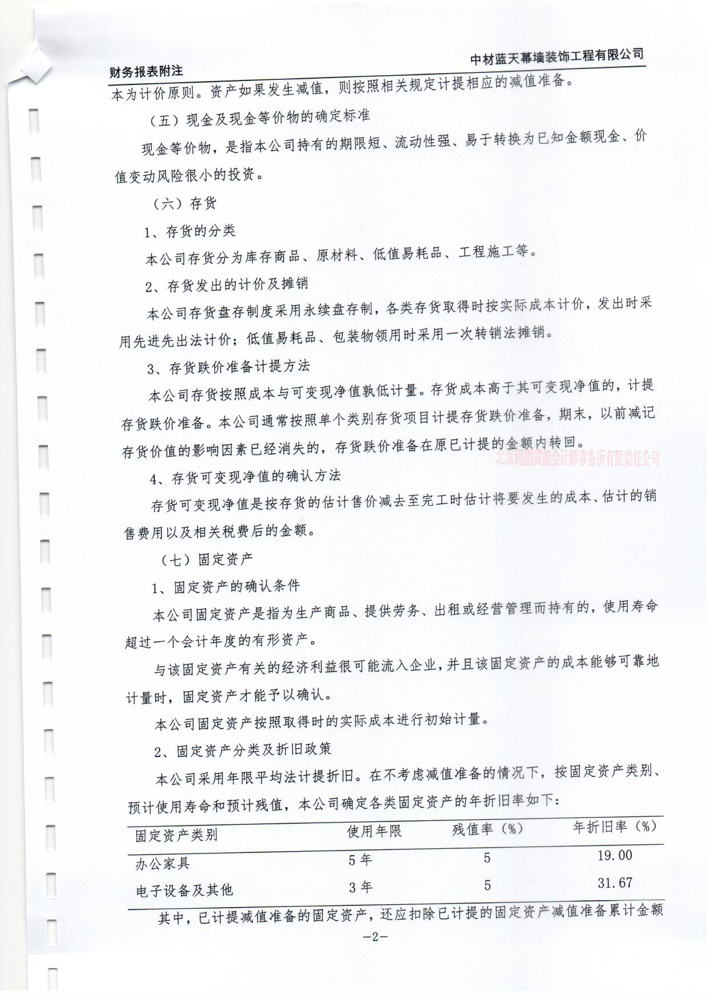 财务报表附注
中材蓝天幕墙装饰工程有限公司
本为计价原则。资产如果发生减值，则按照相关规定计提相应的减值准备。
（五）现金及现金等价物的确定标准
现金等价物，是指本公司持有的期限短、流动性强、易于转换为已知金额现金、价
值变动风险很小的投资。
（六）存货
1、存货的分类
本公司存货分为库存商品、原材料、低值易耗品、工程施工等。
2、存货发出的计价及摊销
本公司存货盘存制度采用永续盘存制，各类存货取得时按实际成本计价，发出时采
用先进先出法计价；低值易耗品、包装物领用时采用一次转销法摊销。
3、存货跌价准备计提方法
本公司存货按照成本与可变现净值孰低计量。存货成本高于其可变现净值的，计提
存货跌价准备。本公司通常按照单个类别存货项目计提存货跌价准备，期末，以前减记
存货价值的影响因素已经消失的，存货跌价准备在原已计提的金额内转回。
北京润鹏冀能会计师事务所有限责任公司
4、存货可变现净值的确认方法
存货可变现净值是按存货的估计售价减去至完工时估计将要发生的成本、估计的销
售费用以及相关税费后的金额。
（七）固定资产
1、固定资产的确认条件
本公司固定资产是指为生产商品、提供劳务、出租或经营管理而持有的，使用寿命
超过一个会计年度的有形资产。
与该固定资产有关的经济利益很可能流入企业，并且该固定资产的成本能够可靠地
计量时，固定资产才能予以确认。
本公司固定资产按照取得时的实际成本进行初始计量。
2、固定资产分类及折旧政策
本公司采用年限平均法计提折旧。在不考虑减值准备的情况下，按固定资产类别、
预计使用寿命和预计残值，本公司确定各类固定资产的年折旧率如下：
固定资产类别 使用年限 残值率（%） 年折旧率（%）
办公家具 5 年 5 19.00
电子设备及其他 3 年 5 31.67
其中，已计提减值准备的固定资产，还应扣除已计提的固定资产减值准备累计金额
-2-